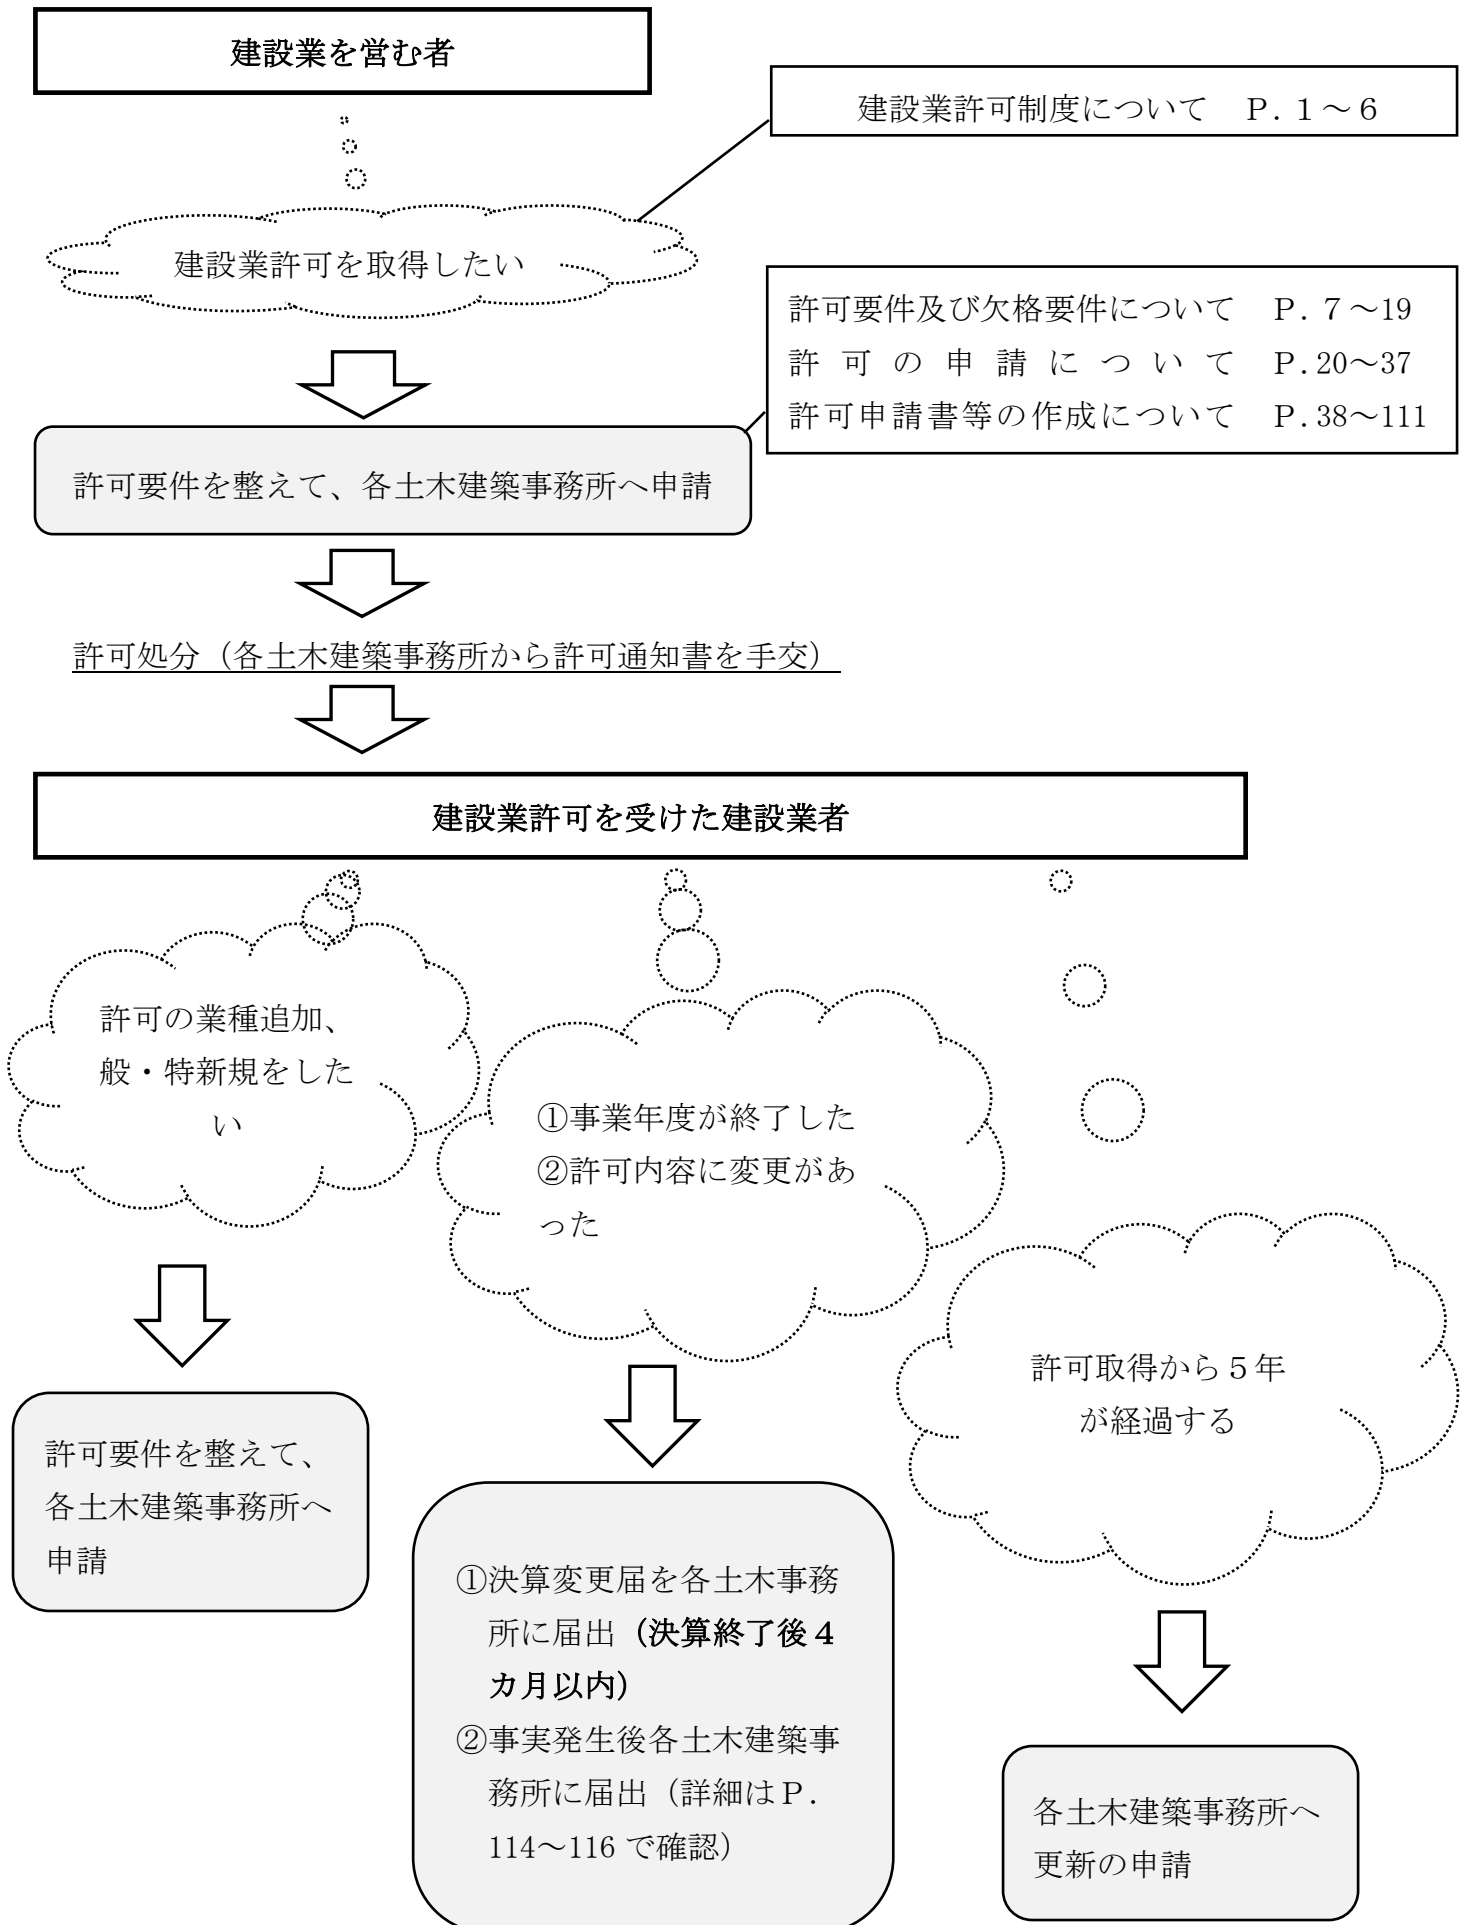 建設業を営む者
建設業許可制度について　Ｐ.１～６
建設業許可を取得したい
許可要件及び欠格要件について　Ｐ.７～19
許可の申請について　Ｐ.20～37
許可申請書等の作成について　Ｐ.38～111
許可要件を整えて、各土木建築事務所へ申請
許可処分（各土木建築事務所から許可通知書を手交）
建設業許可を受けた建設業者
許可の業種追加、
般・特新規をした
い
①事業年度が終了した
②許可内容に変更があ
った
許可取得から５年
が経過する
許可要件を整えて、
各土木建築事務所へ
申請
①決算変更届を各土木事務
所に届出（決算終了後４
カ月以内）
②事実発生後各土木建築事
務所に届出（詳細はＰ.
114～116 で確認）
各土木建築事務所へ
更新の申請